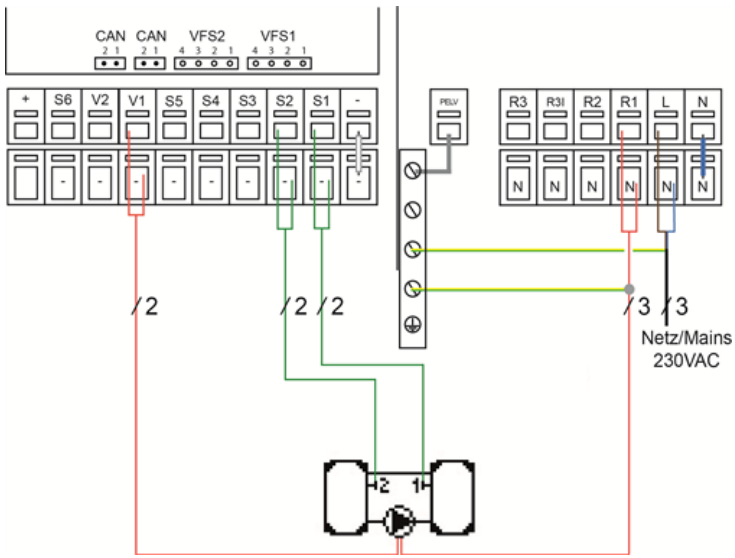 CAN CAN VFS2 VFS1
2 1 2 1 4 3 2 1 4 3 2 1
+ S6 V2 V1 S5 S4 S3 S2 S1 -
- - - - - - - - -
PELV
R3 R3I R2 R1 L N
N N N N N N
/2 /2 /2 /3 /3
Netz/Mains
230VAC
2 1